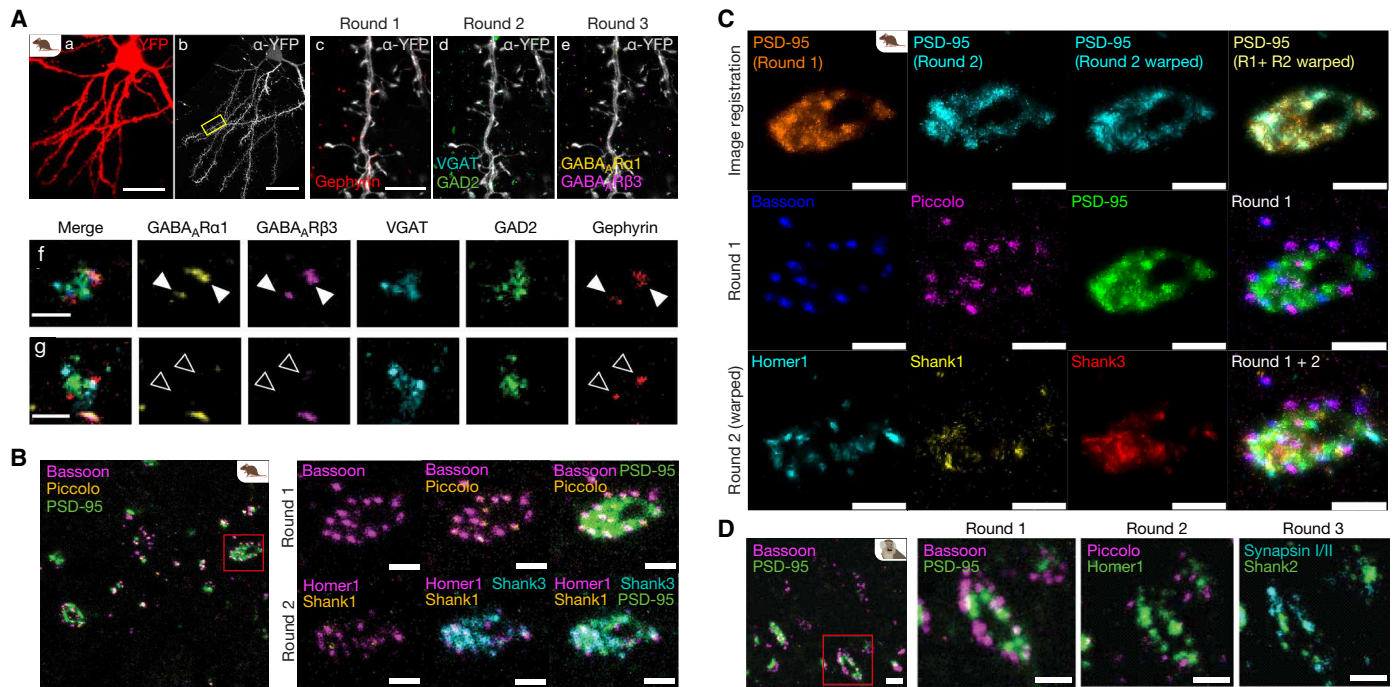 A
Round 1 Round 2 Round 3
a YFP
b α-YFP
c α-YFP
d α-YFP
e α-YFP
Gephyrin
VGAT
GAD2
GABAARα1
GABAARβ3
Merge GABAARα1 GABAARβ3 VGAT GAD2 Gephyrin
f
g
B
Bassoon
Piccolo
PSD-95
Round 1
Bassoon
Bassoon
Piccolo
Bassoon PSD-95
Piccolo
Round 2
Homer1
Shank1
Homer1 Shank3
Shank1
Homer1 Shank3
Shank1 PSD-95
C
Image registration
PSD-95
(Round 1)
PSD-95
(Round 2)
PSD-95
(Round 2 warped)
PSD-95
(R1+ R2 warped)
Round 1
Bassoon
Piccolo
PSD-95
Round 1
Round 2 (warped)
Homer1
Shank1
Shank3
Round 1 + 2
D
Round 1 Round 2 Round 3
Bassoon
PSD-95
Bassoon
PSD-95
Piccolo
Homer1
Synapsin I/II
Shank2